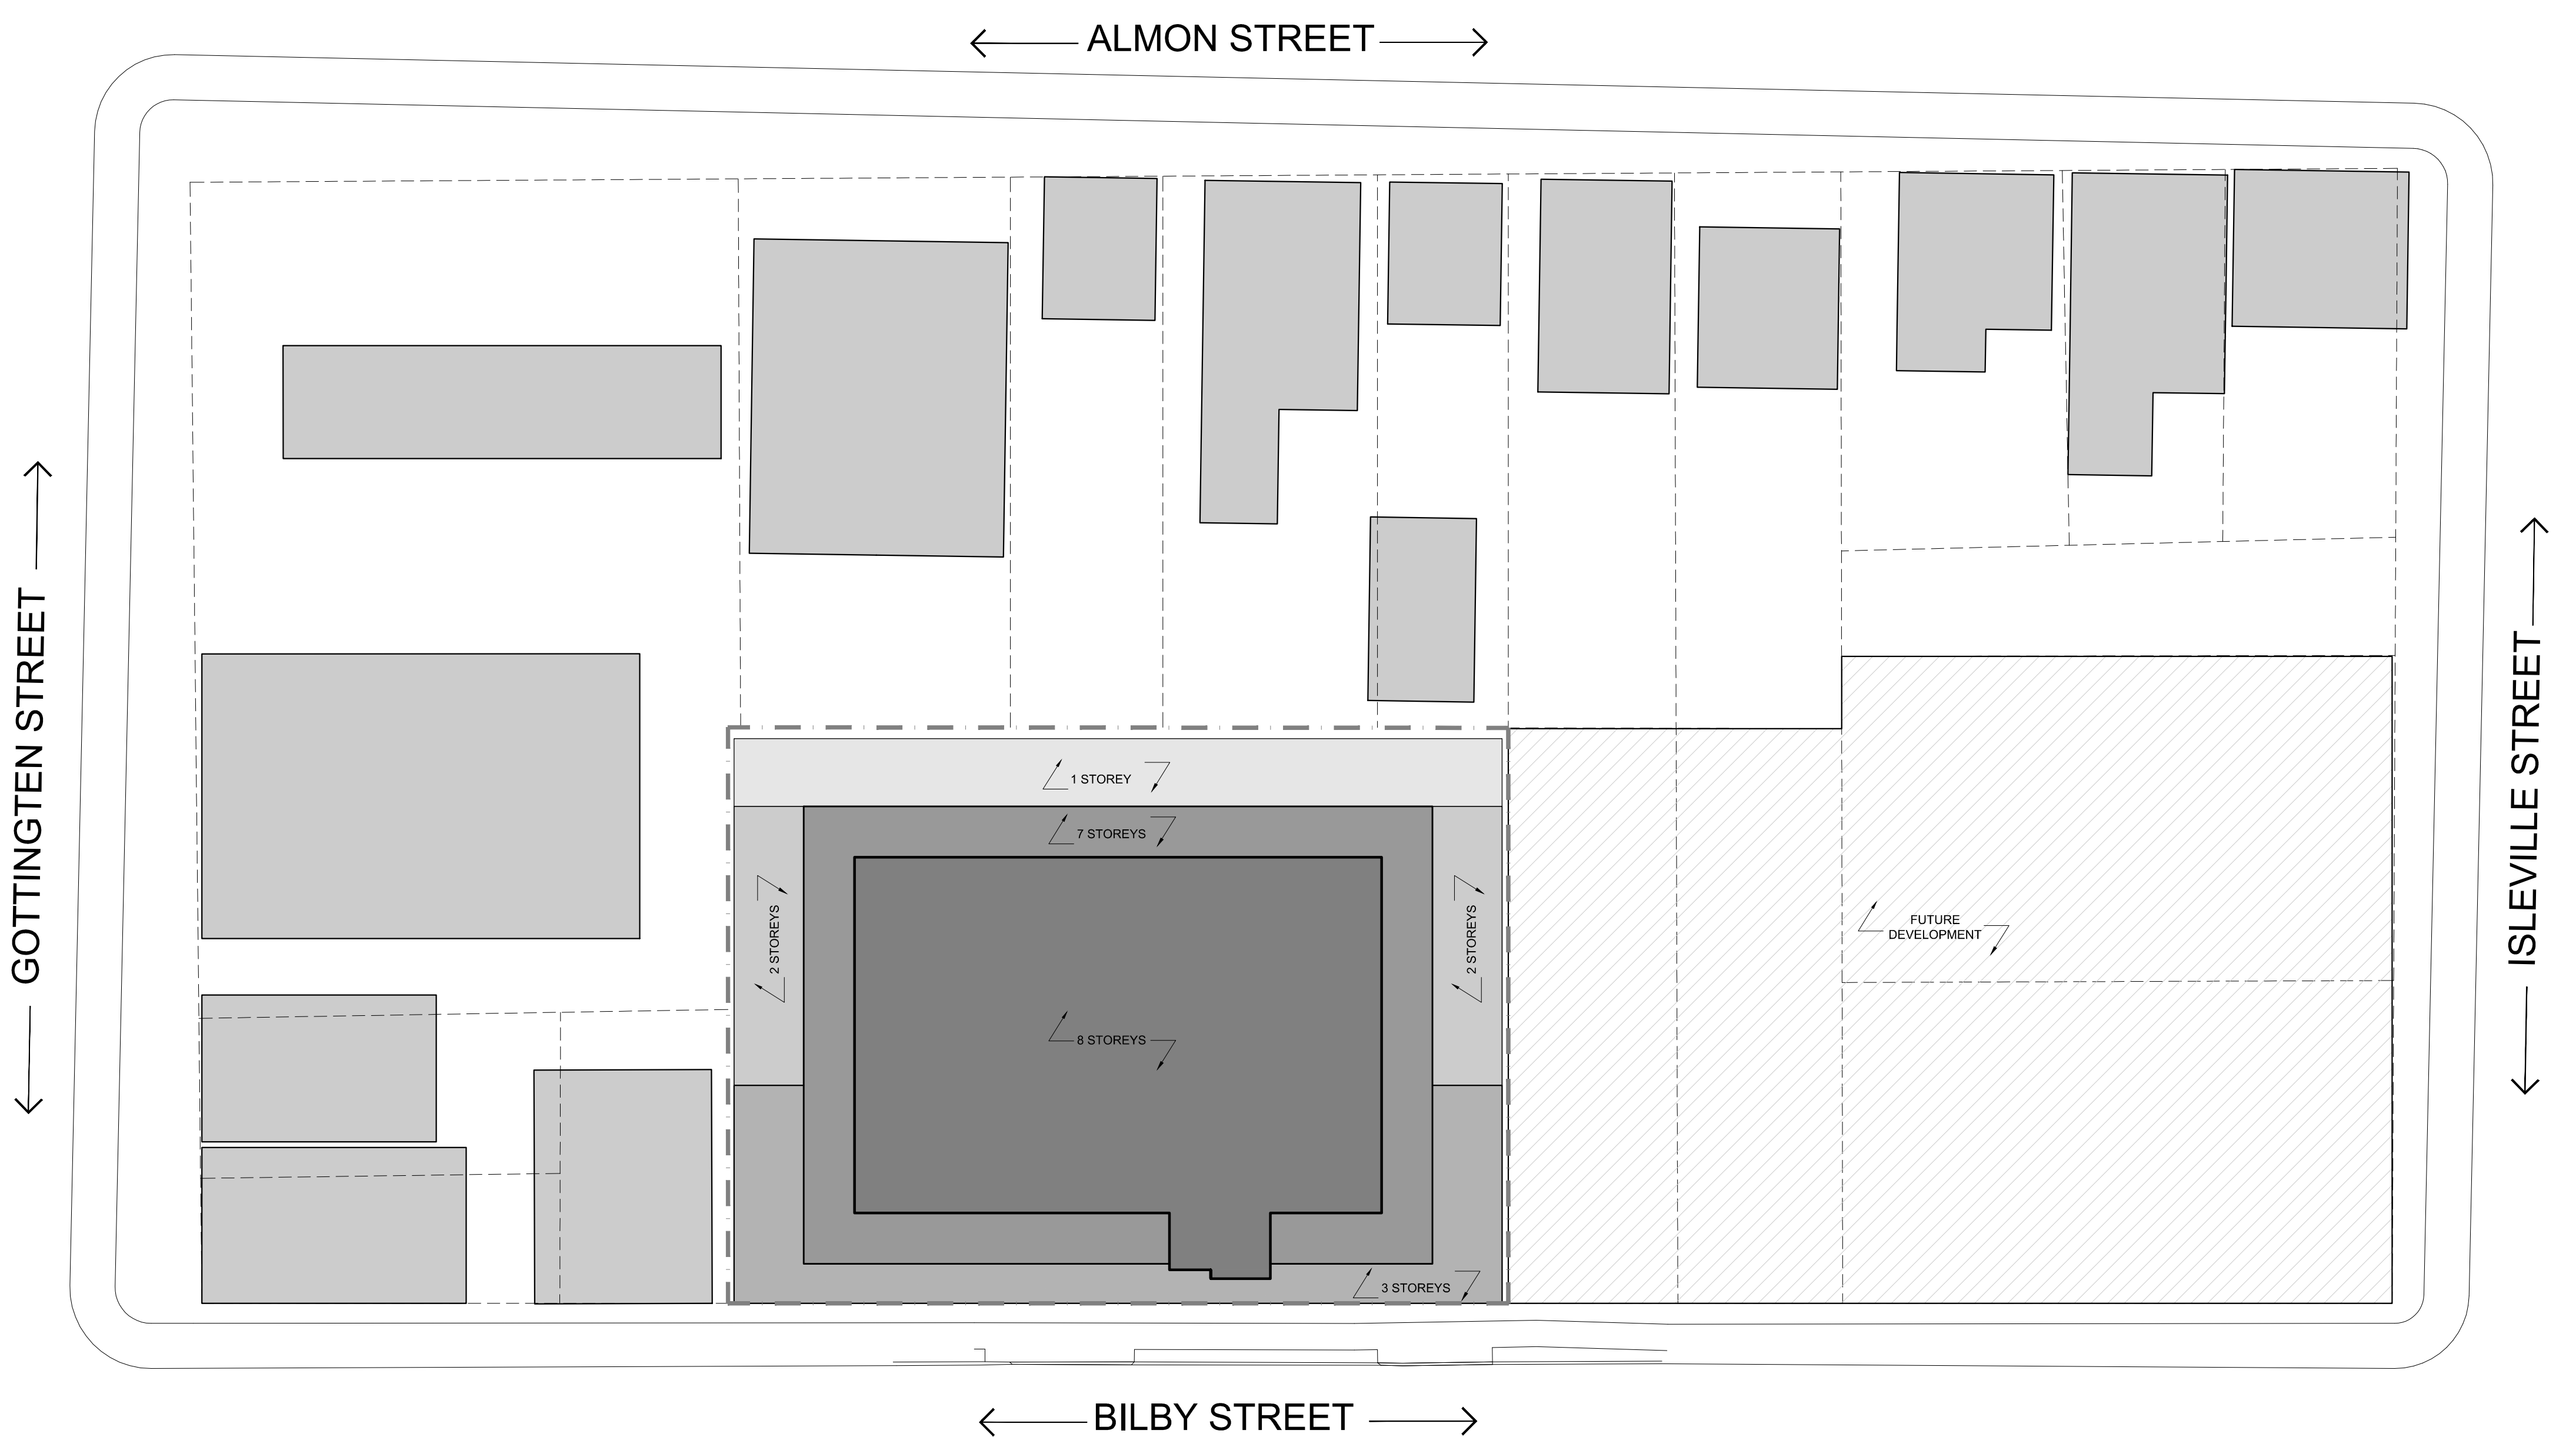 ALMON STREET
GOTTINGTEN STREET
ISLEVILLE STREET
1 STOREY
7 STOREYS
2 STOREYS
2 STOREYS
FUTURE
DEVELOPMENT
8 STOREYS
3 STOREYS
BILBY STREET